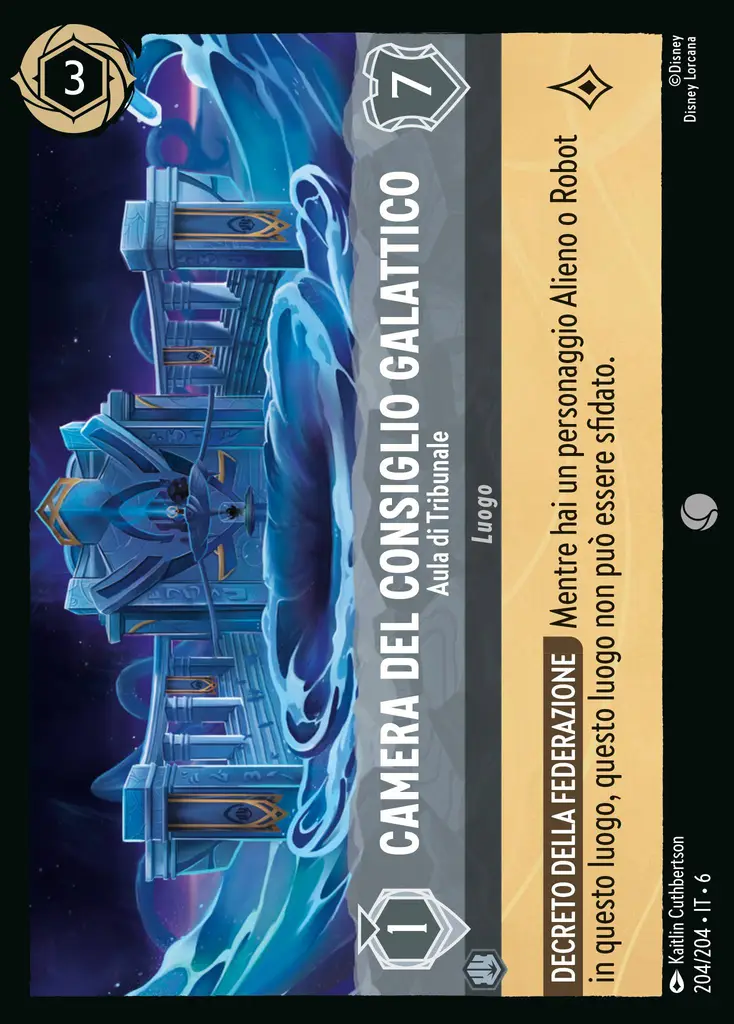 3
1
CAMERA DEL CONSIGLIO GALATTICO
7
Aula di Tribunale
Luogo
DECRETO DELLA FEDERAZIONE Mentre hai un personaggio Alieno o Robot
in questo luogo, questo luogo non può essere sfidato.
Kaitlin Cuthbertson
204/204 • IT • 6
©Disney
Disney Lorcana